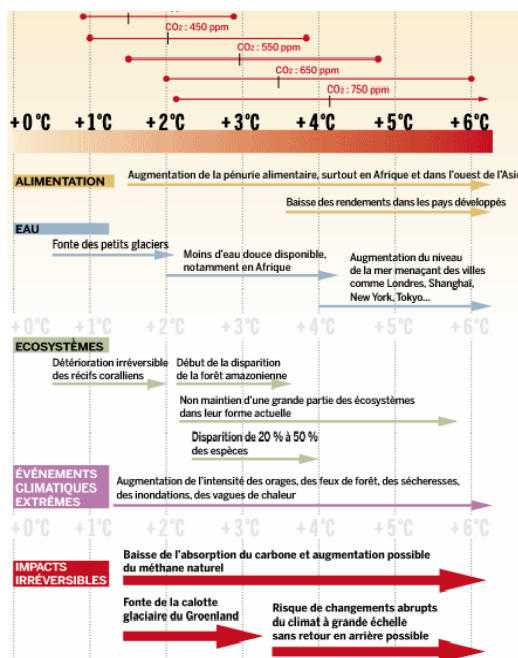 CO2 : 450 ppm
CO2 : 550 ppm
CO2 : 650 ppm
CO2 : 750 ppm
+0°C +1°C +2°C +3°C +4°C +5°C +6°C
ALIMENTATION
Augmentation de la pénurie alimentaire, surtout en Afrique et dans l'ouest de l'Asie
Baisse des rendements dans les pays développés
EAU
Fonte des petits glaciers
Moins d'eau douce disponible,
notamment en Afrique
Augmentation du niveau
de la mer menaçant des villes
comme Londres, Shanghaï,
New York, Tokyo...
+0°C +1°C +2°C +3°C +4°C +5°C +6°C
ECOSYSTÈMES
Détérioration irréversible
des récifs coralliens
Début de la disparition
de la forêt amazonienne
Non maintien d'une grande partie des écosystèmes
dans leur forme actuelle
Disparition de 20 % à 50 %
des espèces
ÉVÉNEMENTS
CLIMATIQUES
EXTRÊMES
Augmentation de l'intensité des orages, des feux de forêt, des sécheresses,
des inondations, des vagues de chaleur
+0°C +1°C +2°C +3°C +4°C +5°C +6°C
IMPACTS
IRRÉVERSIBLES
Baisse de l'absorption du carbone et augmentation possible
du méthane naturel
Fonte de la calotte
glaciaire du Groenland
Risque de changements abrupts
du climat à grande échelle
sans retour en arrière possible